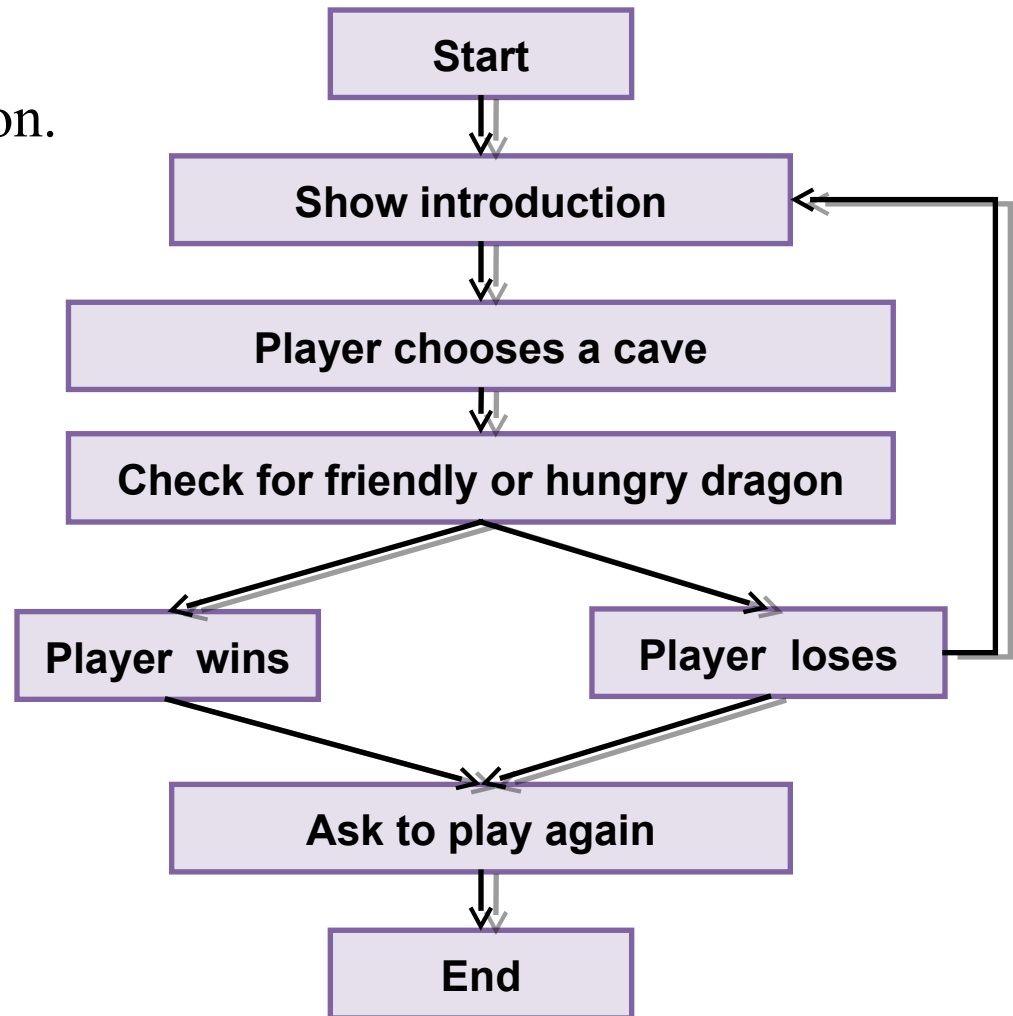 Start
on.
Show introduction
Player chooses a cave
Check for friendly or hungry dragon
Player wins
Player loses
Ask to play again
End